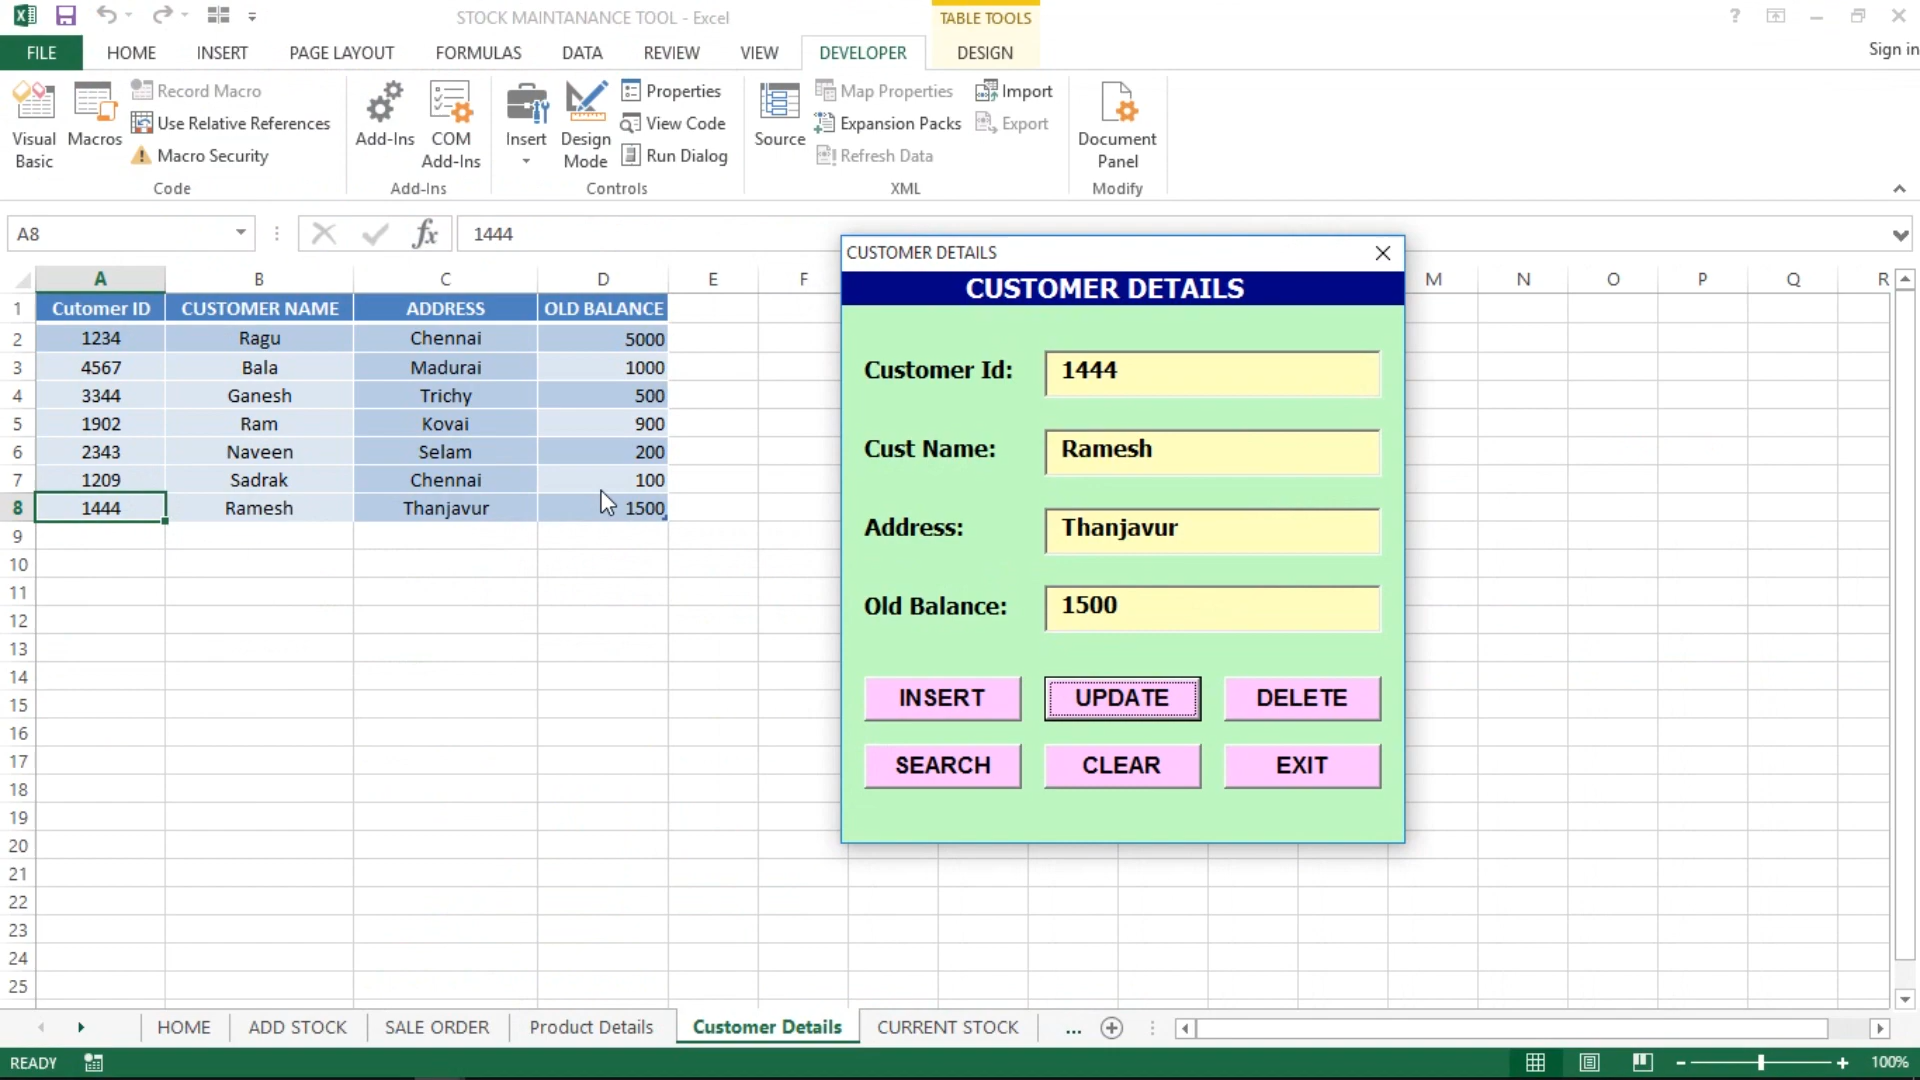 STOCK MAINTANANCE TOOL - Excel
TABLE TOOLS
?
FILE HOME INSERT PAGE LAYOUT FORMULAS DATA REVIEW VIEW DEVELOPER DESIGN Sign in
Visual Basic
Macros
Record Macro
Use Relative References
Macro Security
Code
Add-Ins
COM Add-Ins
Add-Ins
Insert
Design Mode
Properties
View Code
Run Dialog
Controls
Source
Map Properties
Expansion Packs
Refresh Data
Import
Export
XML
Document Panel
Modify
A8 fx 1444
A B C D E F M N O P Q R
1 Cutomer ID CUSTOMER NAME ADDRESS OLD BALANCE
2 1234 Ragu Chennai 5000
3 4567 Bala Madurai 1000
4 3344 Ganesh Trichy 500
5 1902 Ram Kovai 900
6 2343 Naveen Selam 200
7 1209 Sadrak Chennai 100
8 1444 Ramesh Thanjavur 1500
9
10
11
12
13
14
15
16
17
18
19
20
21
22
23
24
25
CUSTOMER DETAILS
CUSTOMER DETAILS
Customer Id: 1444
Cust Name: Ramesh
Address: Thanjavur
Old Balance: 1500
INSERT UPDATE DELETE
SEARCH CLEAR EXIT
HOME ADD STOCK SALE ORDER Product Details Customer Details CURRENT STOCK ...
READY 100%